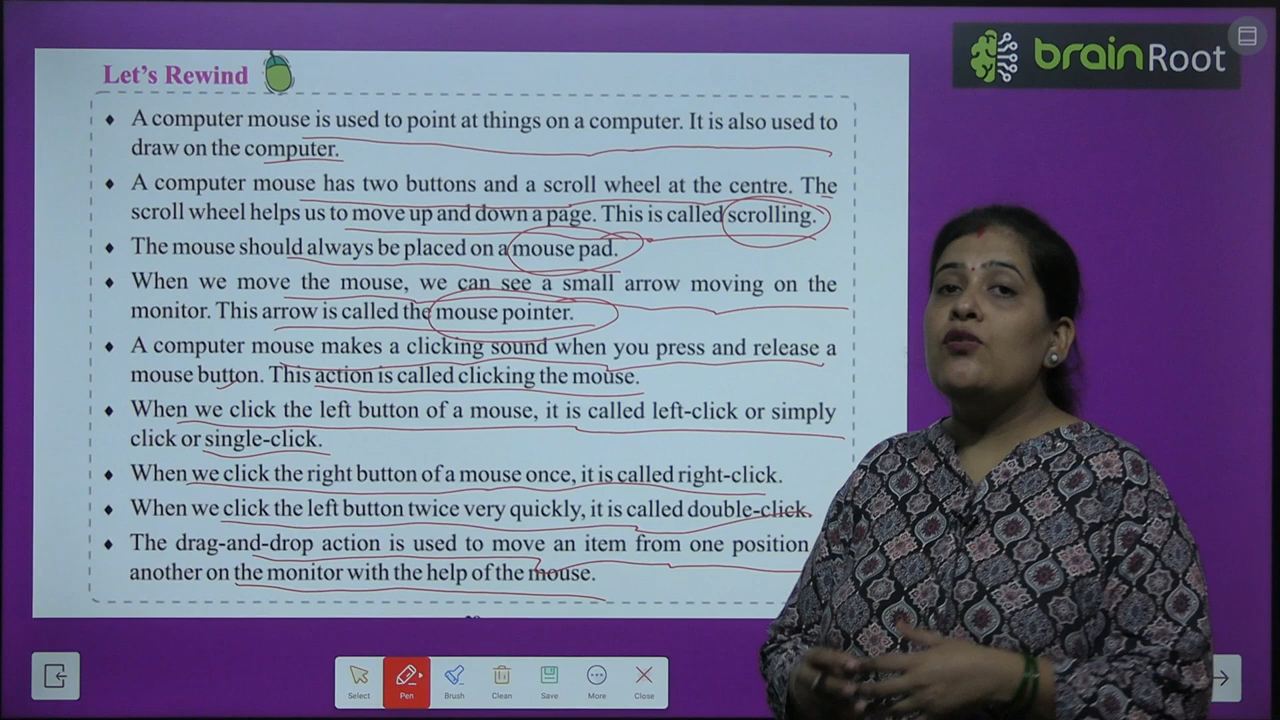 brainRoot
Let's Rewind
♦ A computer mouse is used to point at things on a computer. It is also used to
draw on the computer.
♦ A computer mouse has two buttons and a scroll wheel at the centre. The
scroll wheel helps us to move up and down a page. This is called scrolling.
♦ The mouse should always be placed on a mouse pad.
♦ When we move the mouse, we can see a small arrow moving on the
monitor. This arrow is called the mouse pointer.
♦ A computer mouse makes a clicking sound when you press and release a
mouse button. This action is called clicking the mouse.
♦ When we click the left button of a mouse, it is called left-click or simply
click or single-click.
♦ When we click the right button of a mouse once, it is called right-click.
♦ When we click the left button twice very quickly, it is called double-click.
♦ The drag-and-drop action is used to move an item from one position
another on the monitor with the help of the mouse.
Select Pen Brush Clean Save More Close